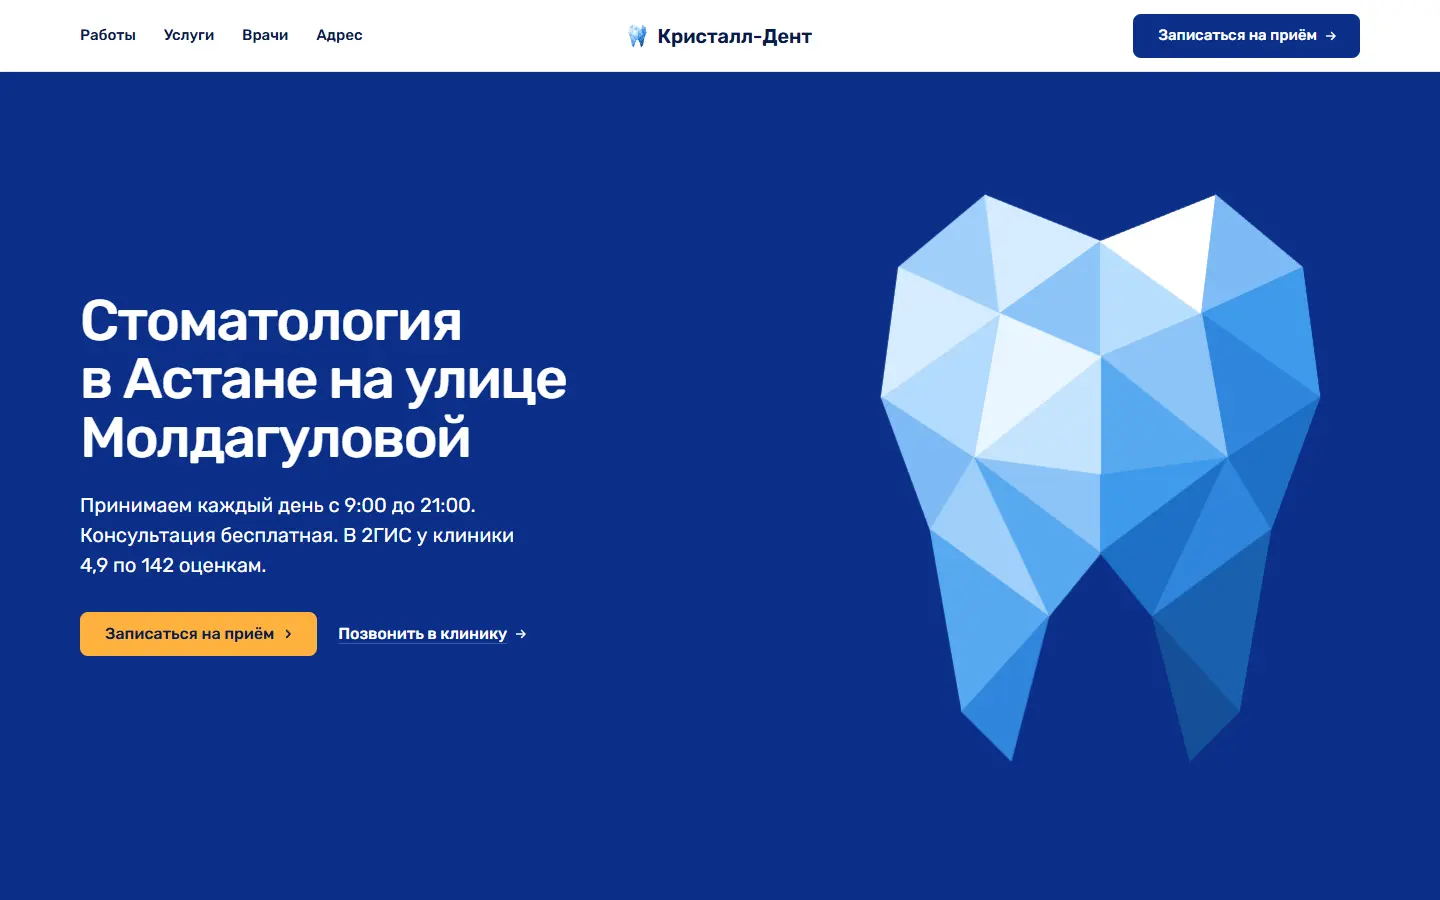 Работы Услуги Врачи Адрес
Кристалл-Дент
Записаться на приём →
Стоматология
в Астане на улице
Молдагуловой
Принимаем каждый день с 9:00 до 21:00.
Консультация бесплатная. В 2ГИС у клиники
4,9 по 142 оценкам.
Записаться на приём ›
Позвонить в клинику →